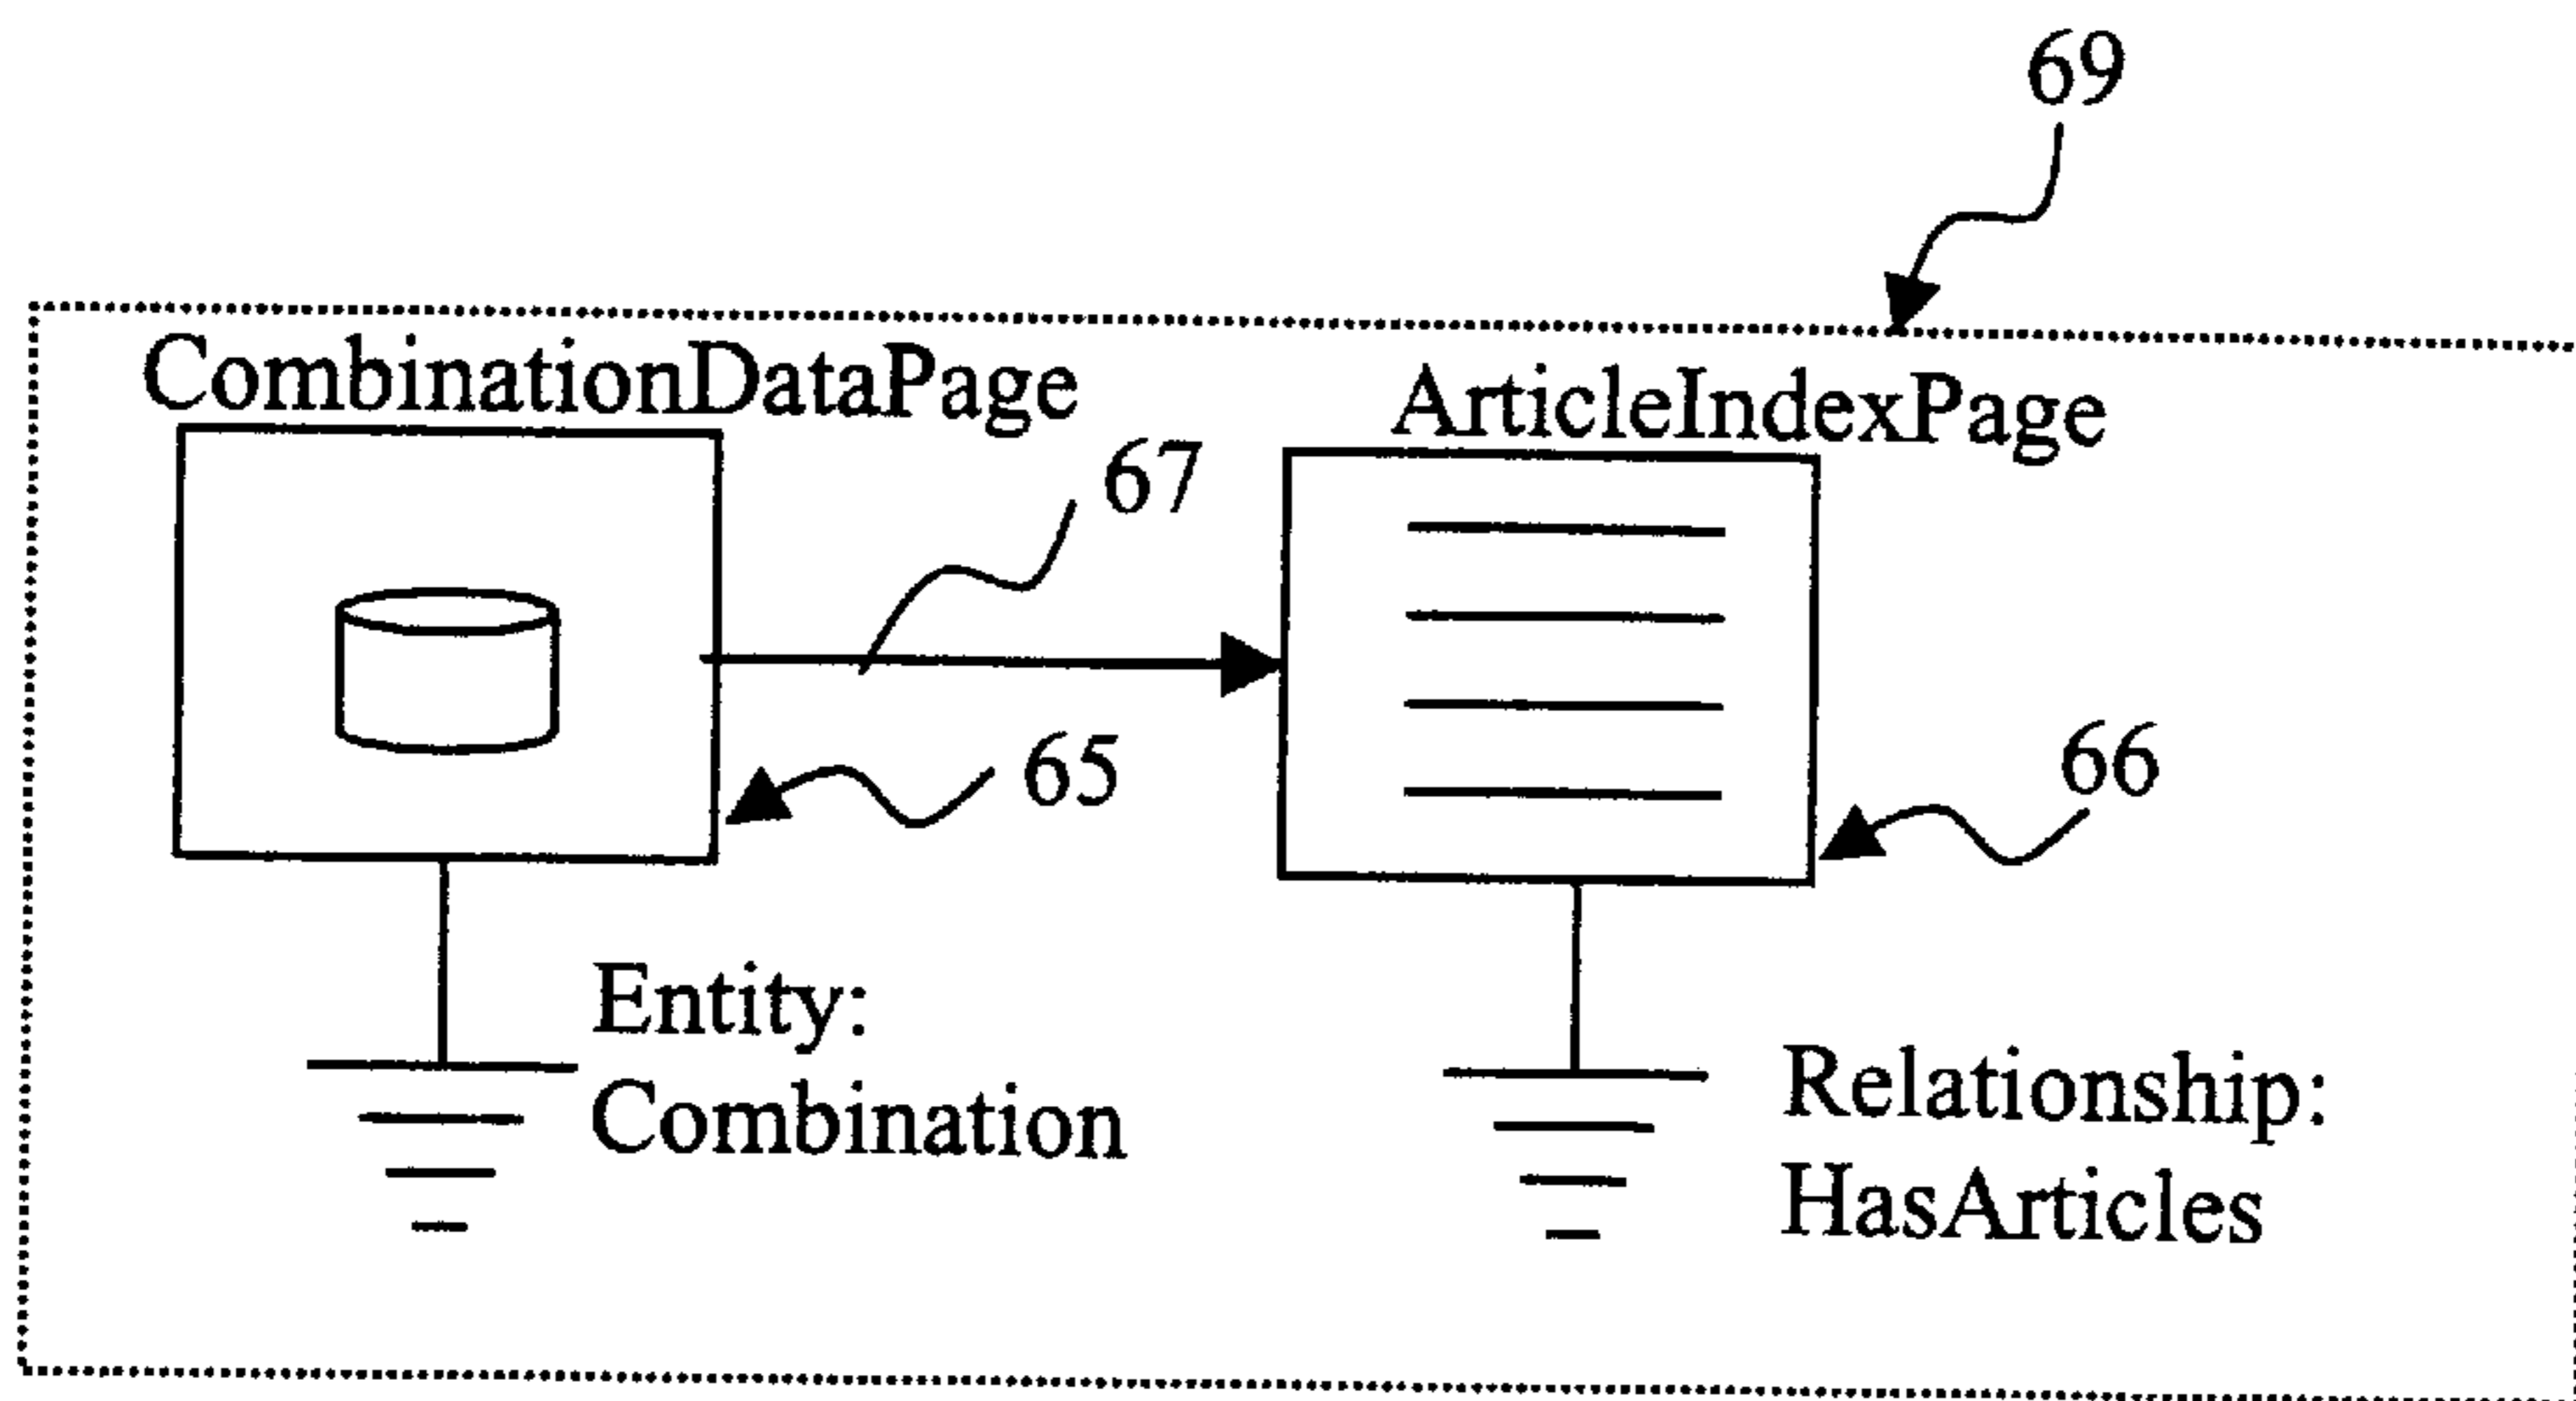 69
CombinationDataPage
ArticleIndexPage
67
65
66
Entity:
Combination
Relationship:
HasArticles